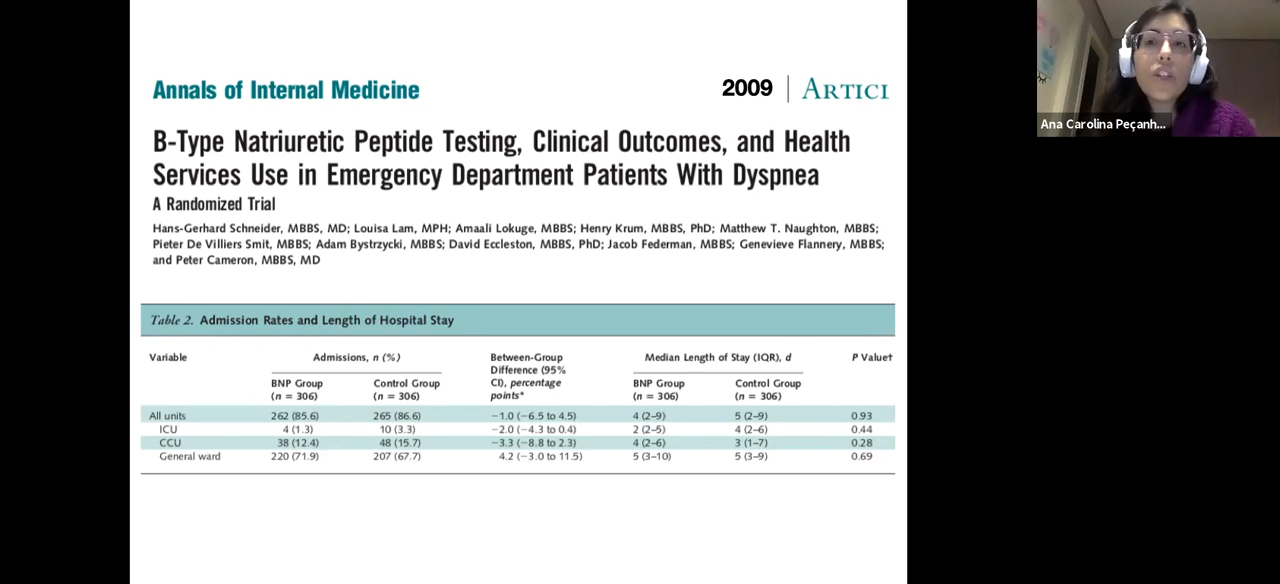 Annals of Internal Medicine
2009 | ARTICI
B-Type Natriuretic Peptide Testing, Clinical Outcomes, and Health
Services Use in Emergency Department Patients With Dyspnea
A Randomized Trial
Hans-Gerhard Schneider, MBBS, MD; Louisa Lam, MPH; Amaali Lokuge, MBBS; Henry Krum, MBBS, PhD; Matthew T. Naughton, MBBS;
Pieter De Villiers Smit, MBBS; Adam Bystrzycki, MBBS; David Eccleston, MBBS, PhD; Jacob Federman, MBBS; Genevieve Flannery, MBBS;
and Peter Cameron, MBBS, MD
Table 2. Admission Rates and Length of Hospital Stay
Variable
Admissions, n (%)
Between-Group
Difference (95%
CI), percentage
points*
Median Length of Stay (IQR), d
P Value†
BNP Group
(n = 306)
Control Group
(n = 306)
BNP Group
(n = 306)
Control Group
(n = 306)
All units 262 (85.6) 265 (86.6) −1.0 (−6.5 to 4.5) 4 (2–9) 5 (2–9) 0.93
ICU 4 (1.3) 10 (3.3) −2.0 (−4.3 to 0.4) 2 (2–5) 4 (2–6) 0.44
CCU 38 (12.4) 48 (15.7) −3.3 (−8.8 to 2.3) 4 (2–6) 3 (1–7) 0.28
General ward 220 (71.9) 207 (67.7) 4.2 (−3.0 to 11.5) 5 (3–10) 5 (3–9) 0.69
Ana Carolina Peçanh...